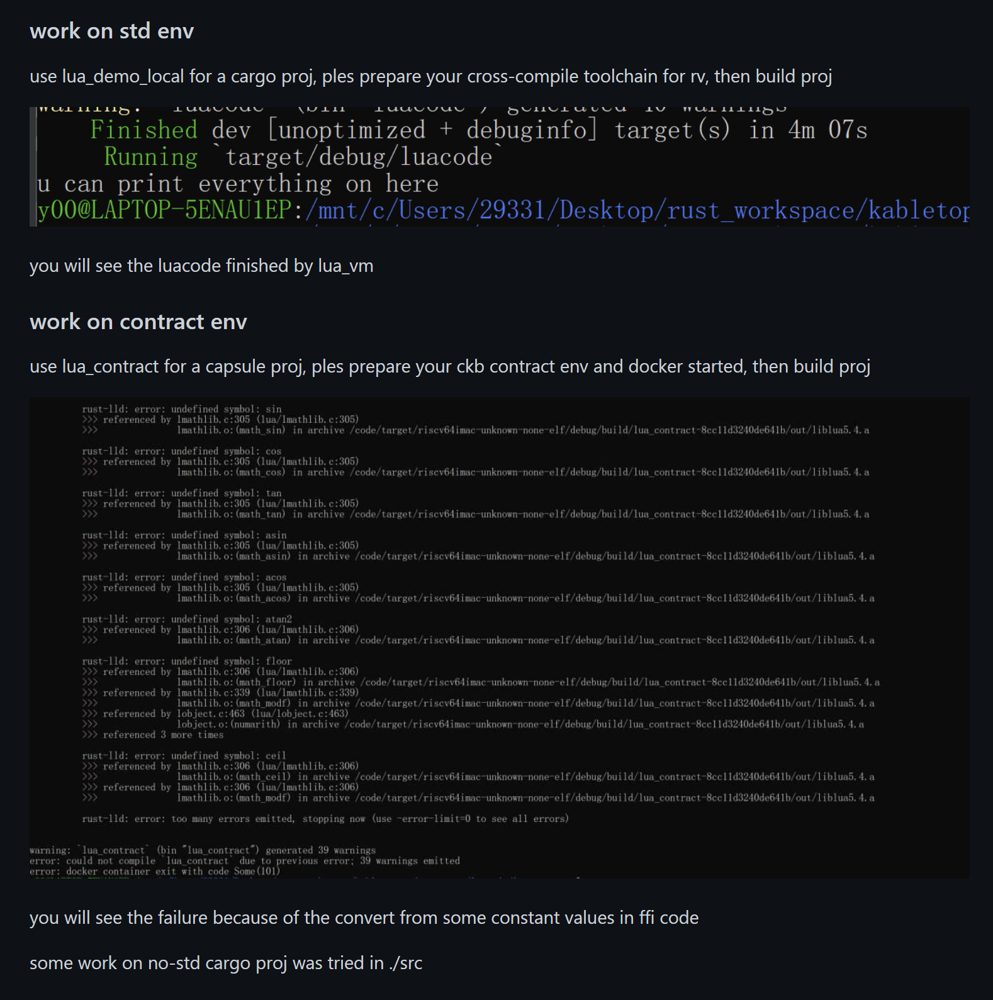 work on std env
use lua_demo_local for a cargo proj, ples prepare your cross-compile toolchain for rv, then build proj
warning: `luacode` (bin "luacode") generated 10 warnings
Finished dev [unoptimized + debuginfo] target(s) in 4m 07s
Running `target/debug/luacode`
u can print everything on here
y00@LAPTOP-5ENAU1EP:/mnt/c/Users/29331/Desktop/rust_workspace/kabletop
you will see the luacode finished by lua_vm
work on contract env
use lua_contract for a capsule proj, ples prepare your ckb contract env and docker started, then build proj
rust-lld: error: undefined symbol: sin
>>> referenced by lmathlib.c:305 (lua/lmathlib.c:305)
>>> lmathlib.o:(math_sin) in archive /code/target/riscv64imac-unknown-none-elf/debug/build/lua_contract-8cc11d3240de641b/out/liblua5.4.a
rust-lld: error: undefined symbol: cos
>>> referenced by lmathlib.c:305 (lua/lmathlib.c:305)
>>> lmathlib.o:(math_cos) in archive /code/target/riscv64imac-unknown-none-elf/debug/build/lua_contract-8cc11d3240de641b/out/liblua5.4.a
rust-lld: error: undefined symbol: tan
>>> referenced by lmathlib.c:305 (lua/lmathlib.c:305)
>>> lmathlib.o:(math_tan) in archive /code/target/riscv64imac-unknown-none-elf/debug/build/lua_contract-8cc11d3240de641b/out/liblua5.4.a
rust-lld: error: undefined symbol: asin
>>> referenced by lmathlib.c:305 (lua/lmathlib.c:305)
>>> lmathlib.o:(math_asin) in archive /code/target/riscv64imac-unknown-none-elf/debug/build/lua_contract-8cc11d3240de641b/out/liblua5.4.a
rust-lld: error: undefined symbol: acos
>>> referenced by lmathlib.c:305 (lua/lmathlib.c:305)
>>> lmathlib.o:(math_acos) in archive /code/target/riscv64imac-unknown-none-elf/debug/build/lua_contract-8cc11d3240de641b/out/liblua5.4.a
rust-lld: error: undefined symbol: atan2
>>> referenced by lmathlib.c:306 (lua/lmathlib.c:306)
>>> lmathlib.o:(math_atan) in archive /code/target/riscv64imac-unknown-none-elf/debug/build/lua_contract-8cc11d3240de641b/out/liblua5.4.a
rust-lld: error: undefined symbol: floor
>>> referenced by lmathlib.c:306 (lua/lmathlib.c:306)
>>> lmathlib.o:(math_floor) in archive /code/target/riscv64imac-unknown-none-elf/debug/build/lua_contract-8cc11d3240de641b/out/liblua5.4.a
>>> referenced by lmathlib.c:339 (lua/lmathlib.c:339)
>>> lmathlib.o:(math_modf) in archive /code/target/riscv64imac-unknown-none-elf/debug/build/lua_contract-8cc11d3240de641b/out/liblua5.4.a
>>> referenced by lobject.c:463 (lua/lobject.c:463)
>>> lobject.o:(numarith) in archive /code/target/riscv64imac-unknown-none-elf/debug/build/lua_contract-8cc11d3240de641b/out/liblua5.4.a
>>> referenced 3 more times
rust-lld: error: undefined symbol: ceil
>>> referenced by lmathlib.c:306 (lua/lmathlib.c:306)
>>> lmathlib.o:(math_ceil) in archive /code/target/riscv64imac-unknown-none-elf/debug/build/lua_contract-8cc11d3240de641b/out/liblua5.4.a
>>> referenced by lmathlib.c:306 (lua/lmathlib.c:306)
>>> lmathlib.o:(math_modf) in archive /code/target/riscv64imac-unknown-none-elf/debug/build/lua_contract-8cc11d3240de641b/out/liblua5.4.a
rust-lld: error: too many errors emitted, stopping now (use -error-limit=0 to see all errors)
warning: `lua_contract` (bin "lua_contract") generated 39 warnings
error: could not compile `lua_contract` due to previous error; 39 warnings emitted
error: docker container exit with code Some(101)
you will see the failure because of the convert from some constant values in ffi code
some work on no-std cargo proj was tried in ./src